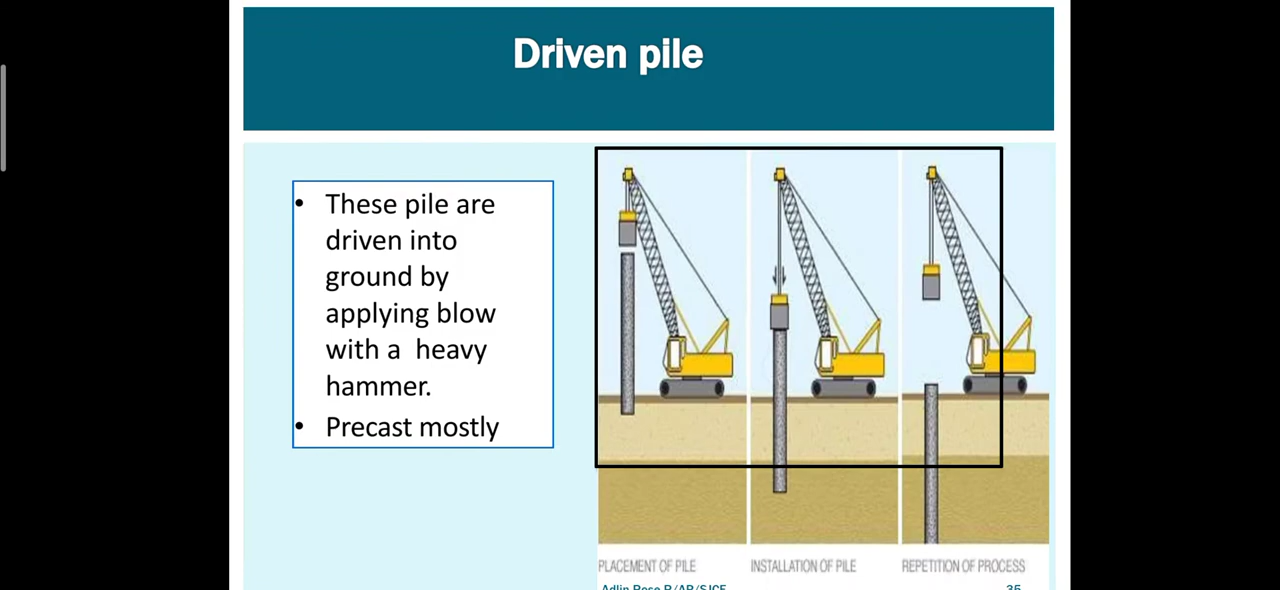 Driven pile
• These pile are
driven into
ground by
applying blow
with a heavy
hammer.
• Precast mostly
PLACEMENT OF PILE
INSTALLATION OF PILE
REPETITION OF PROCESS
35